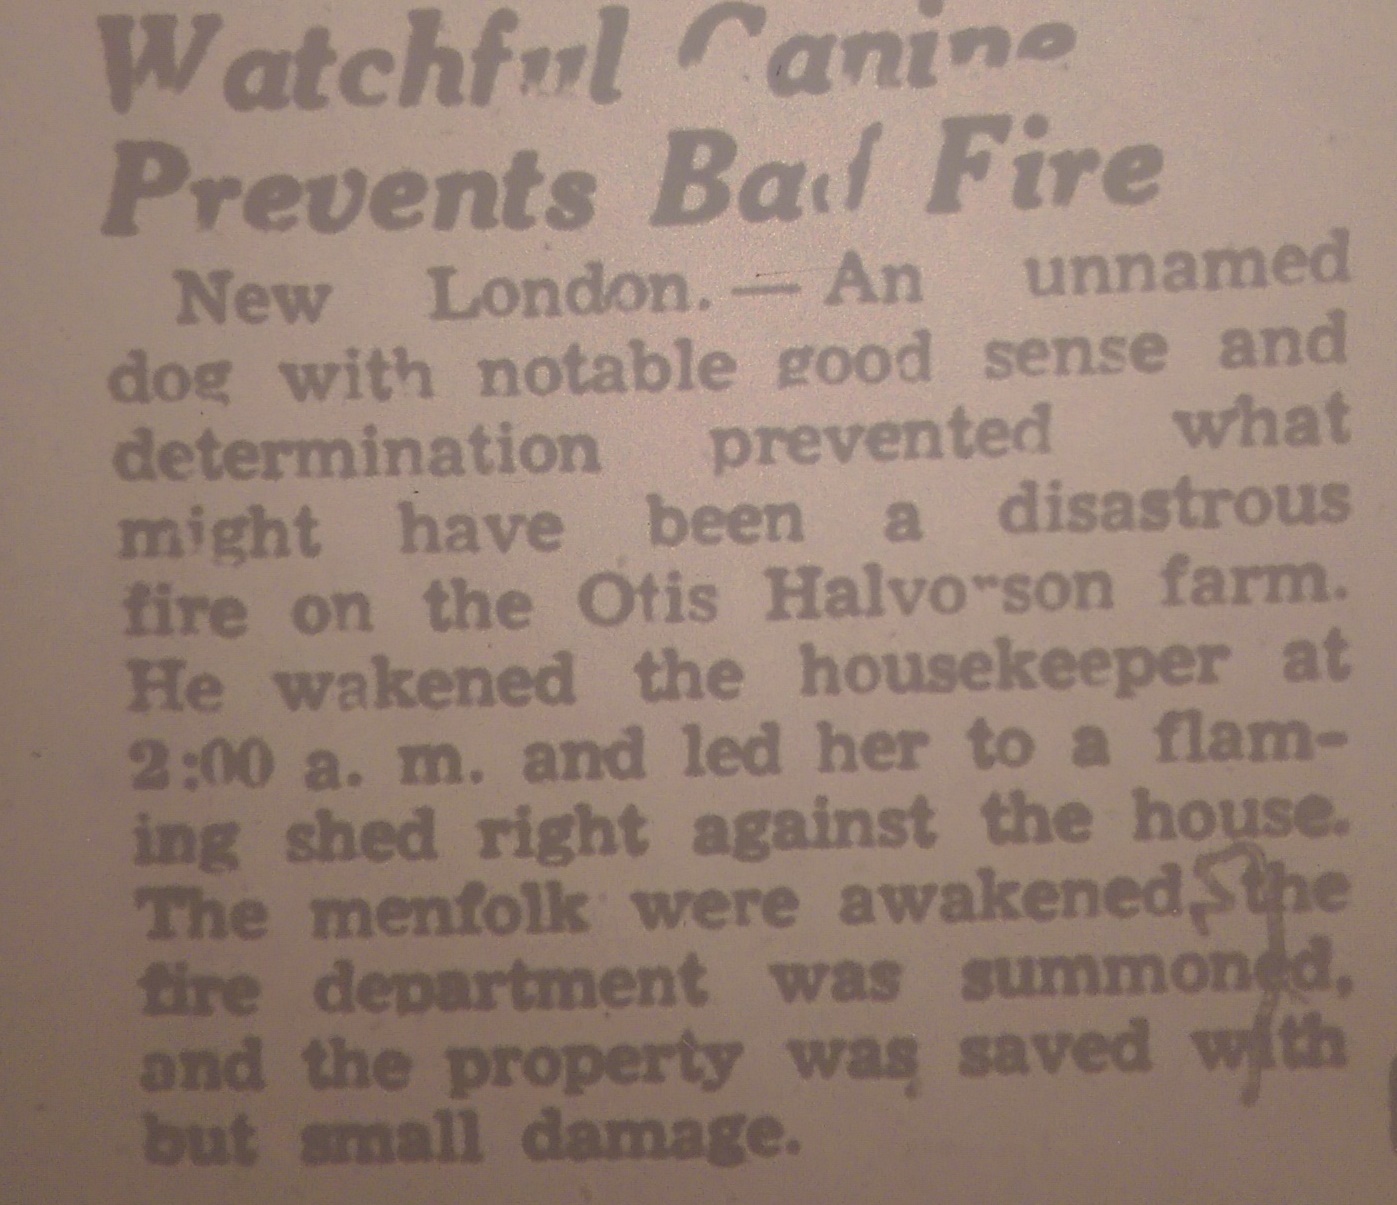 Watchful Canine
Prevents Bad Fire
New London. — An unnamed
dog with notable good sense and
determination prevented what
might have been a disastrous
fire on the Otis Halvorson farm.
He wakened the housekeeper at
2:00 a. m. and led her to a flam-
ing shed right against the house.
The menfolk were awakened, the
fire department was summoned,
and the property was saved with
but small damage.